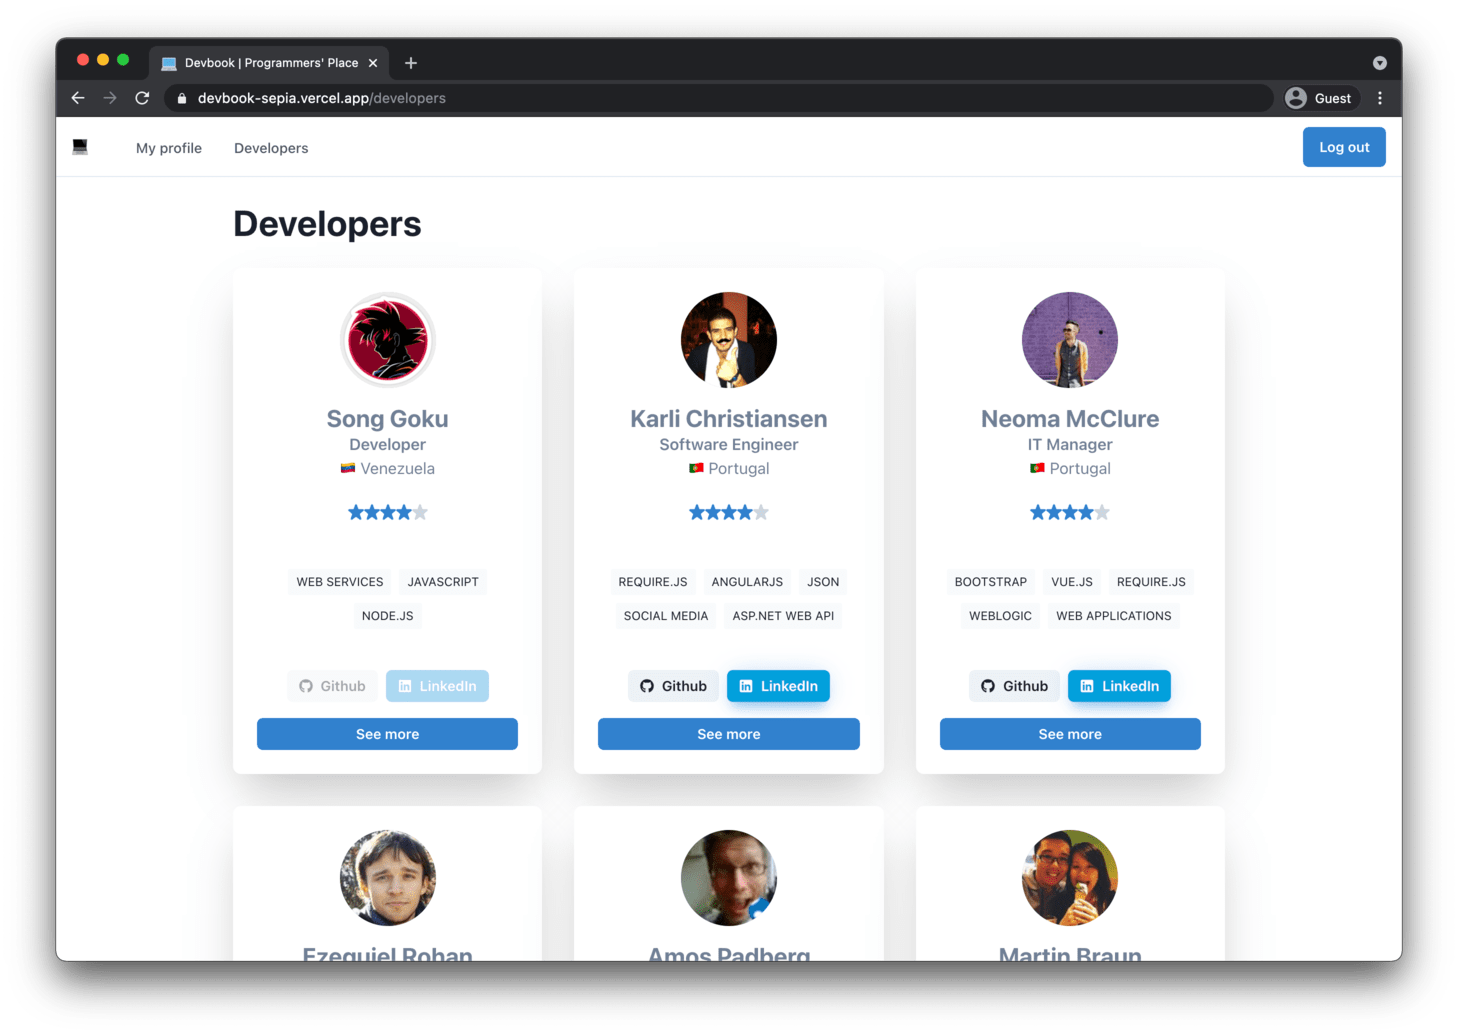 Devbook | Programmers' Place
devbook-sepia.vercel.app/developers
Guest
My profile
Developers
Log out
Developers
Song Goku
Developer
Venezuela
WEB SERVICES JAVASCRIPT
NODE.JS
Github LinkedIn
See more
Karli Christiansen
Software Engineer
Portugal
REQUIRE.JS ANGULARJS JSON
SOCIAL MEDIA ASP.NET WEB API
Github LinkedIn
See more
Neoma McClure
IT Manager
Portugal
BOOTSTRAP VUE.JS REQUIRE.JS
WEBLOGIC WEB APPLICATIONS
Github LinkedIn
See more
Ezequiel Rohan
Amos Padberg
Martin Braun